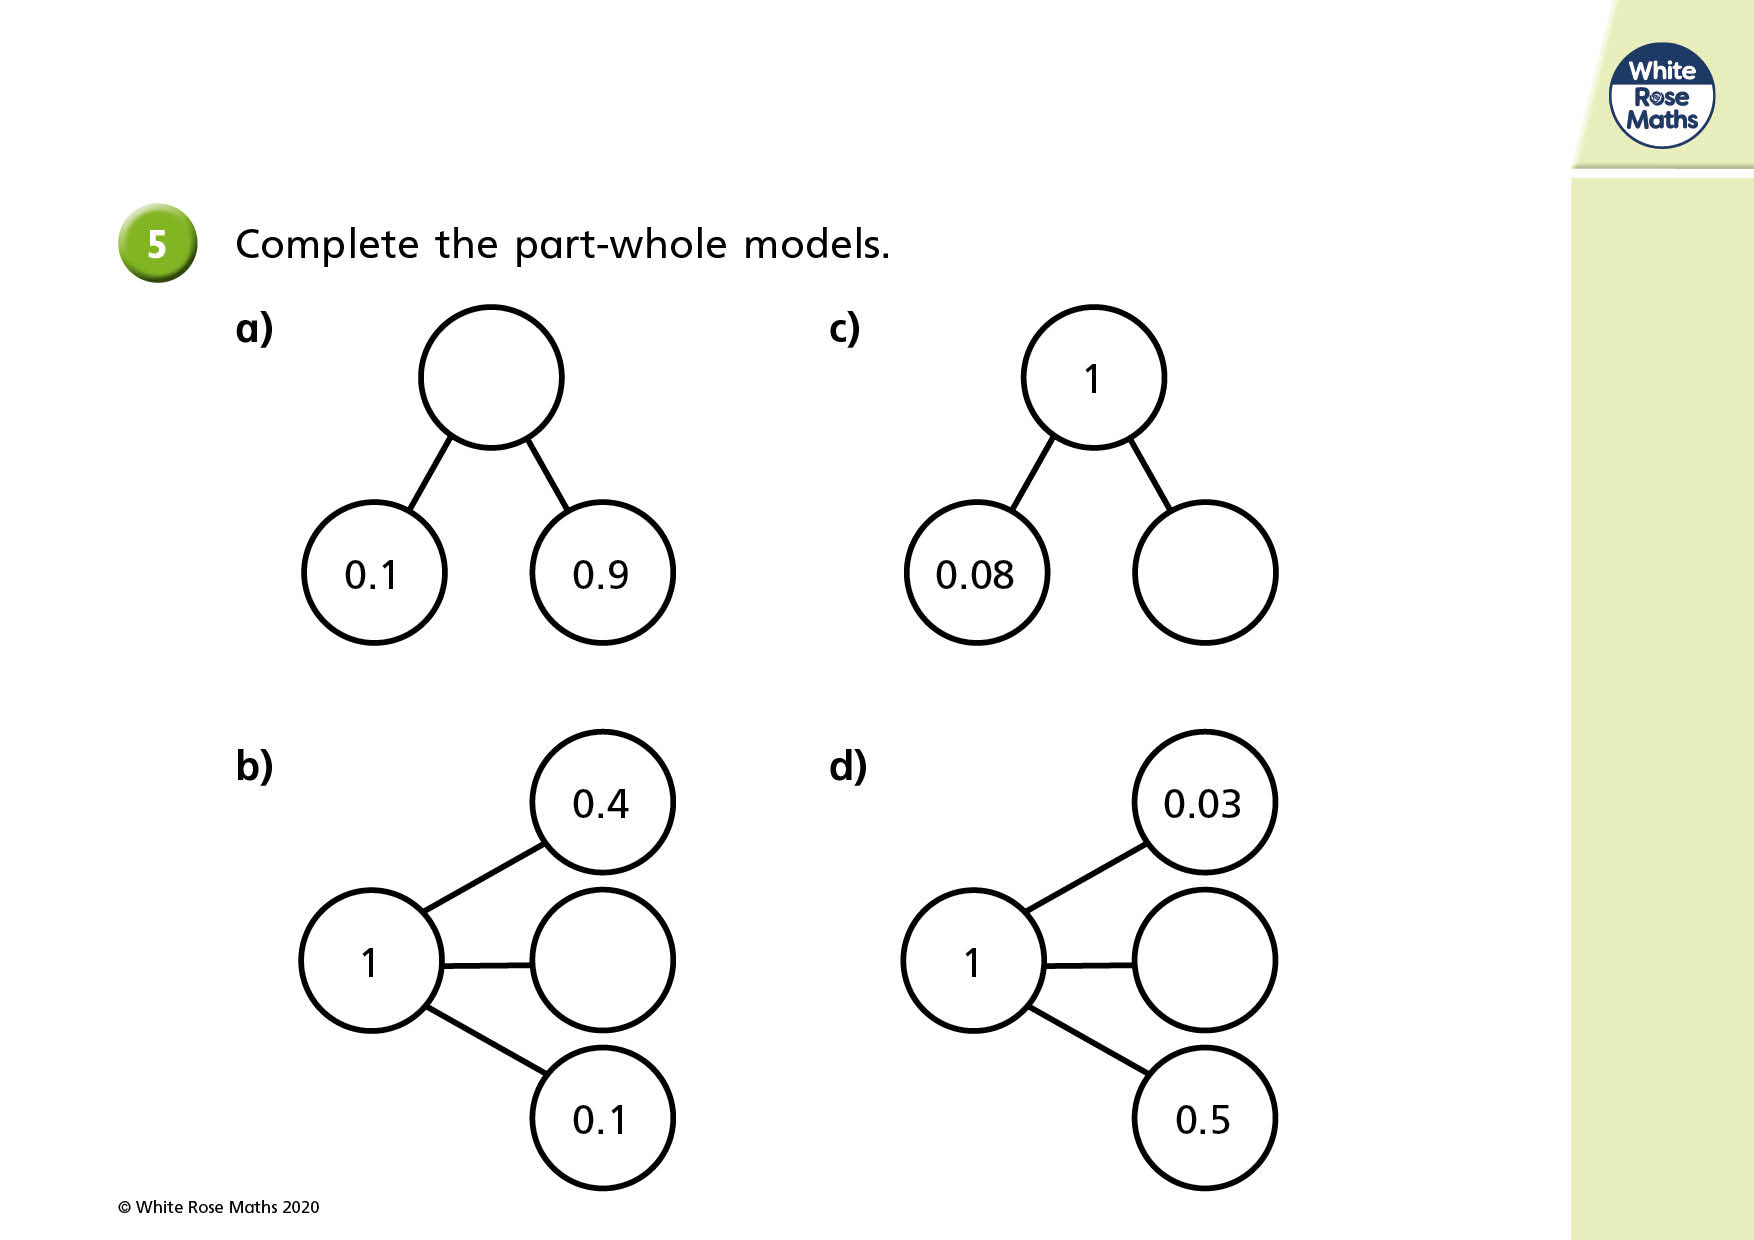 White
Rose
Maths
5 Complete the part-whole models.
a)
0.1 0.9
c)
1
0.08
b)
0.4
1
0.1
d)
0.03
1
0.5
© White Rose Maths 2020